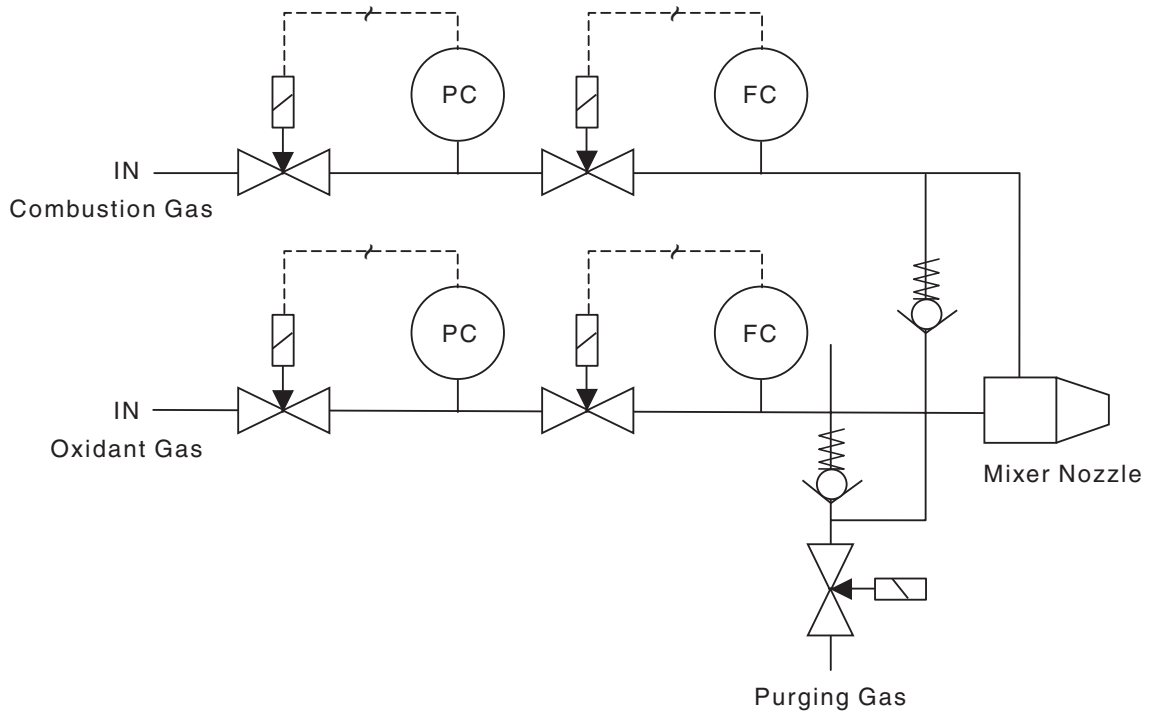 PC
FC
IN
Combustion Gas
PC
FC
IN
Oxidant Gas
Mixer Nozzle
Purging Gas